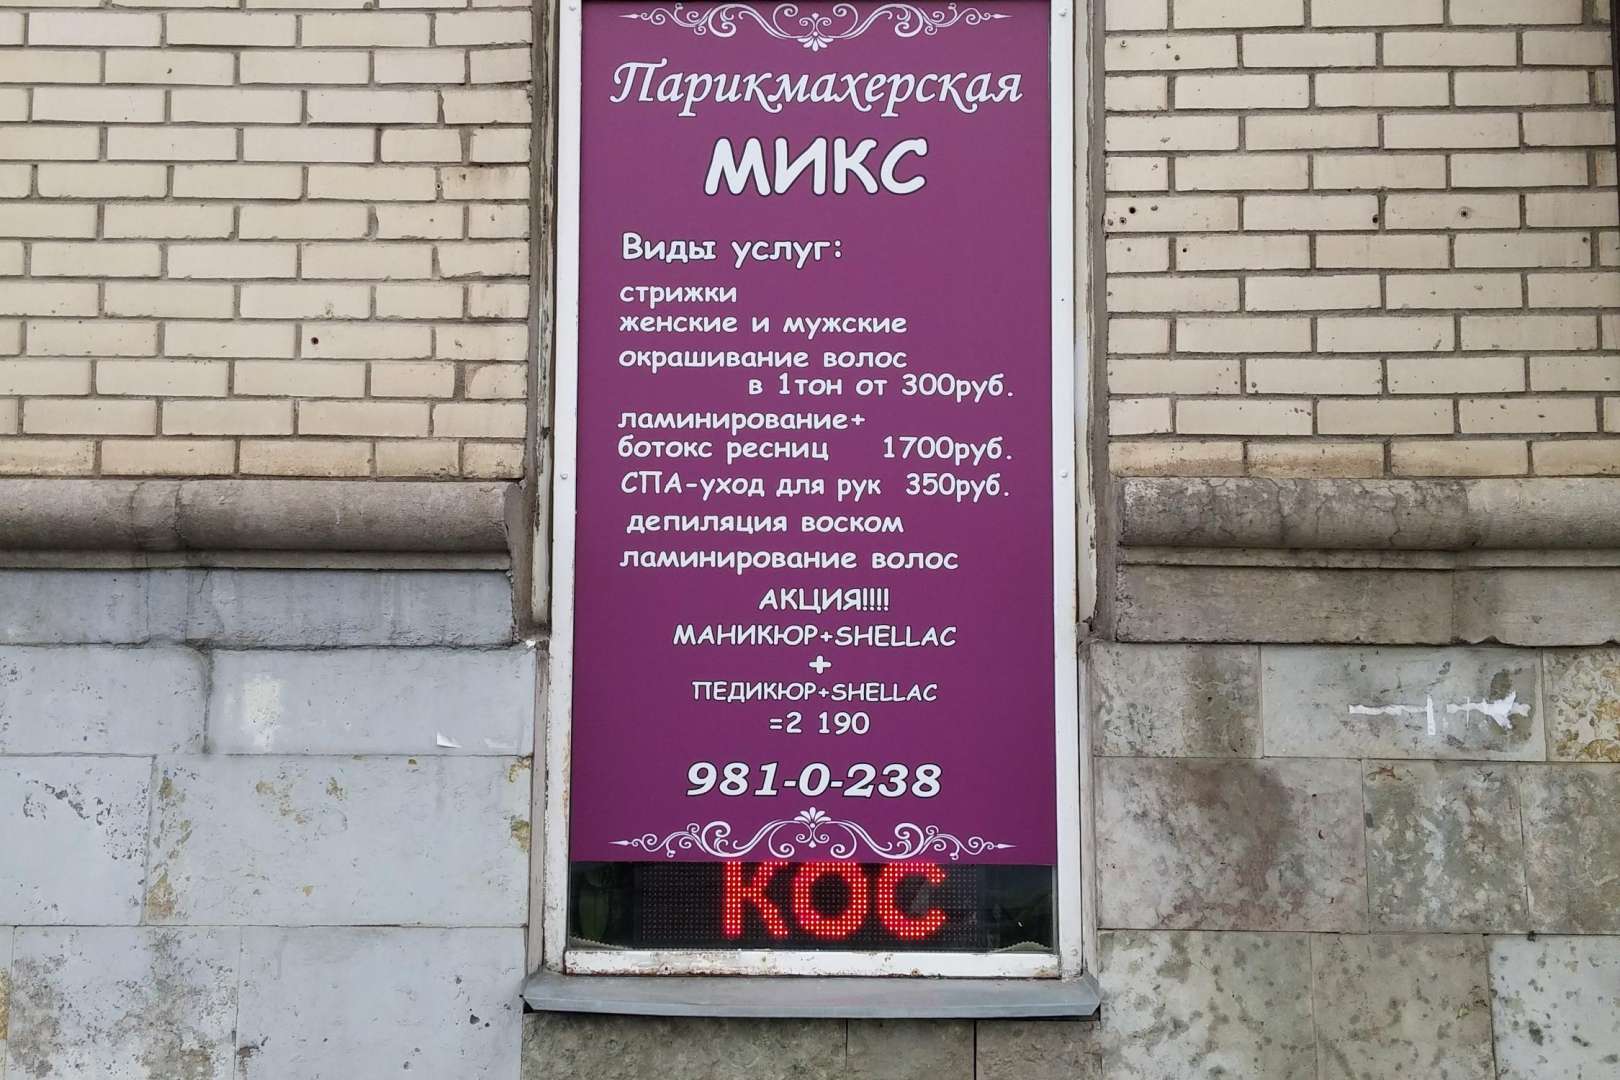 Парикмахерская
МИКС
Виды услуг:
стрижки
женские и мужские
окрашивание волос
в 1тон от 300руб.
ламинирование+
ботокс ресниц 1700руб.
СПА-уход для рук 350руб.
депиляция воском
ламинирование волос
АКЦИЯ!!!!
МАНИКЮР+SHELLAC
+
ПЕДИКЮР+SHELLAC
=2 190
981-0-238
КОС